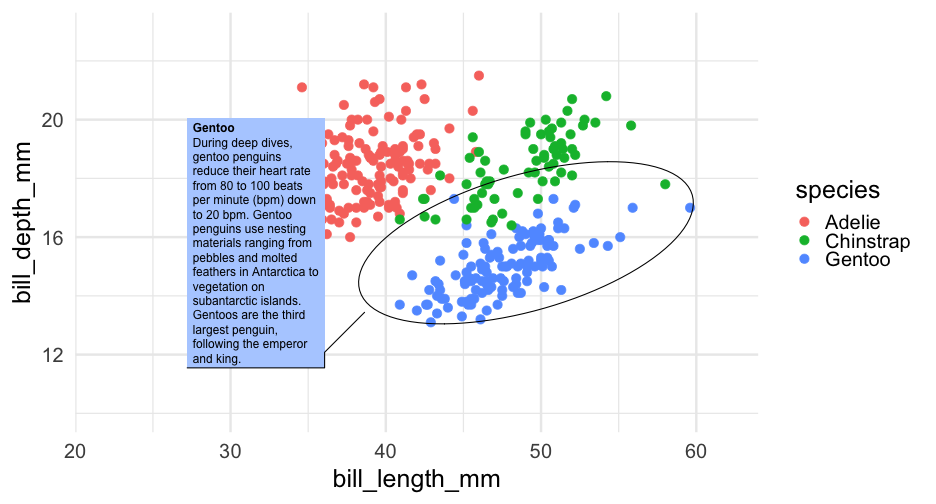 bill_depth_mm
20
16
12
Gentoo
During deep dives,
gentoo penguins
reduce their heart rate
from 80 to 100 beats
per minute (bpm) down
to 20 bpm. Gentoo
penguins use nesting
materials ranging from
pebbles and molted
feathers in Antarctica to
vegetation on
subantarctic islands.
Gentoos are the third
largest penguin,
following the emperor
and king.
20 30 40 50 60
bill_length_mm
species
Adelie
Chinstrap
Gentoo